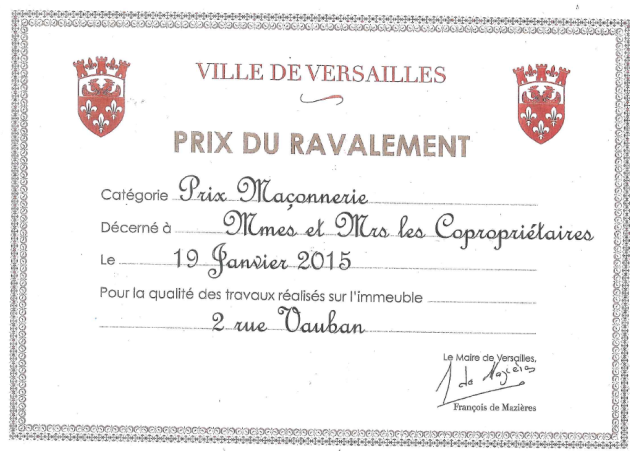 VILLE DE VERSAILLES
PRIX DU RAVALEMENT
Catégorie Prix Maçonnerie
Décerné à Mmes et Mrs les Copropriétaires
Le 19 Janvier 2015
Pour la qualité des travaux réalisés sur l'immeuble
2 rue Vauban
Le Maire de Versailles,
François de Mazières